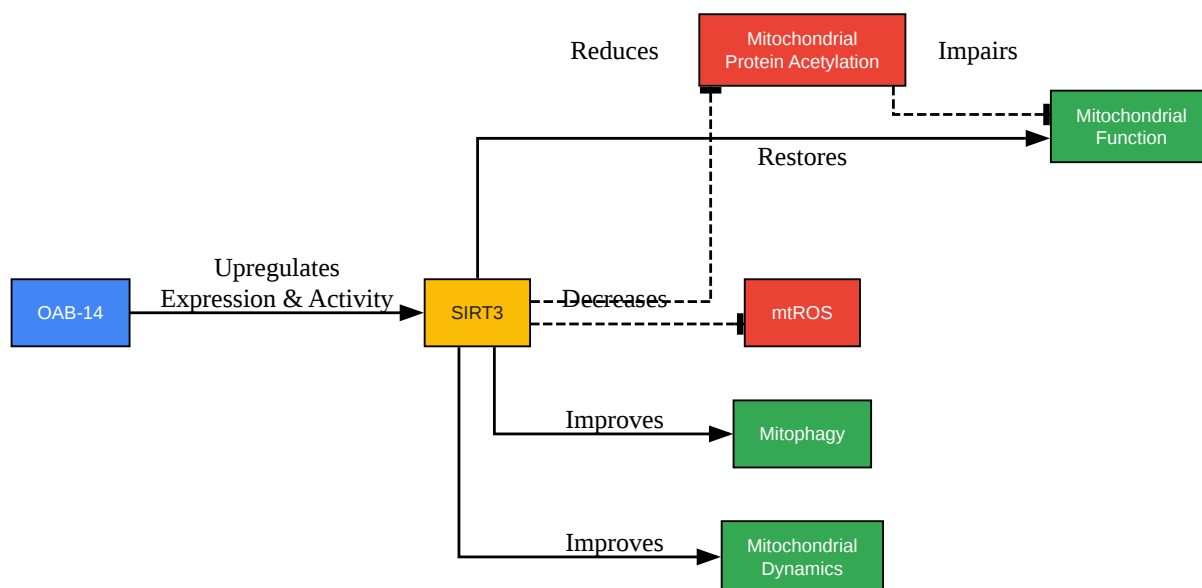 Reduces
Mitochondrial
Protein Acetylation
Impairs
Mitochondrial
Function
Restores
Upregulates
Expression & Activity
OAB-14
SIRT3
Decreases
mtROS
Improves
Mitophagy
Improves
Mitochondrial
Dynamics